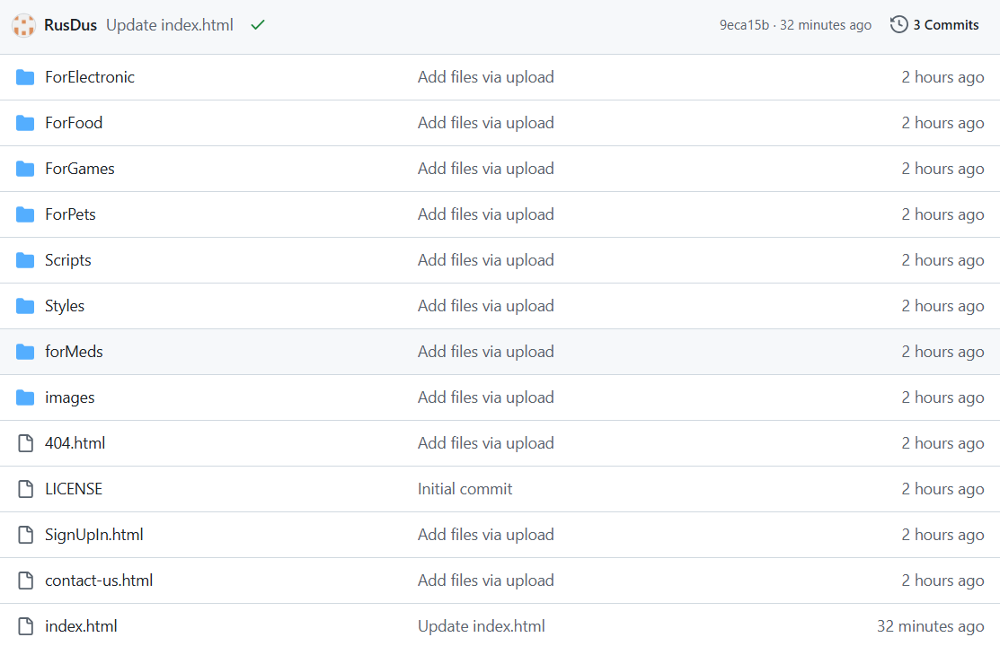 RusDus Update index.html 9eca15b · 32 minutes ago 3 Commits
ForElectronic Add files via upload 2 hours ago
ForFood Add files via upload 2 hours ago
ForGames Add files via upload 2 hours ago
ForPets Add files via upload 2 hours ago
Scripts Add files via upload 2 hours ago
Styles Add files via upload 2 hours ago
forMeds Add files via upload 2 hours ago
images Add files via upload 2 hours ago
404.html Add files via upload 2 hours ago
LICENSE Initial commit 2 hours ago
SignUpIn.html Add files via upload 2 hours ago
contact-us.html Add files via upload 2 hours ago
index.html Update index.html 32 minutes ago